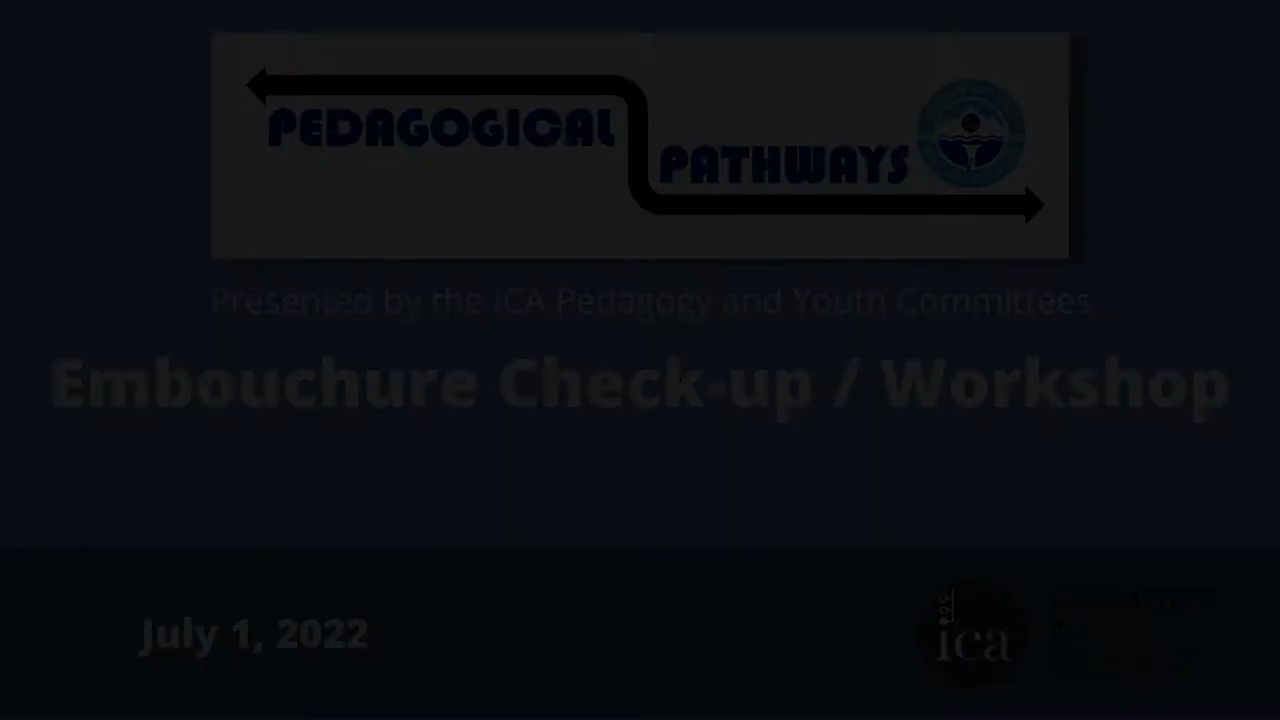 PEDAGOGICAL
PATHWAYS
Presented by the ICA Pedagogy and Youth Committees
Embouchure Check-up / Workshop
July 1, 2022
ica